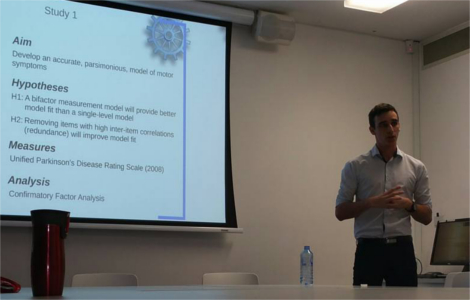 Study 1
Aim
Develop an accurate, parsimonious, model of motor
symptoms
Hypotheses
H1: A bifactor measurement model will provide better
model fit than a single-level model.
H2: Removing items with high inter-item correlations
(redundance) will improve model fit
Measures
Unified Parkinson's Disease Rating Scale (2008)
Analysis
Confirmatory Factor Analysis